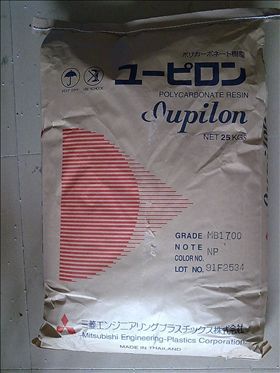 ポリカーボネート樹脂
ユーピロン
POLYCARBONATE RESIN
Iupilon
NET 25 KGS
GRADE MB1700
NOTE
COLOR NO. NP
LOT NO. 91F2534
三菱エンジニアリングプラスチックス株式会社
Mitsubishi Engineering-Plastics Corporation
MADE IN THAILAND